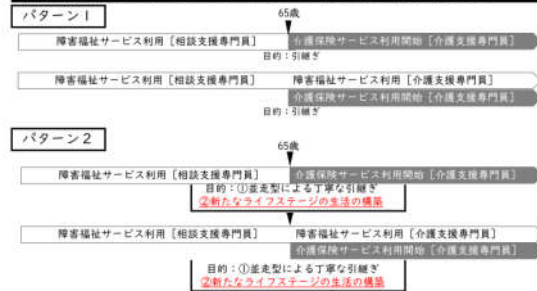 パターン1
65歳
障害福祉サービス利用［相談支援専門員］ 介護保険サービス利用開始［介護支援専門員］
目的：引継ぎ
障害福祉サービス利用［相談支援専門員］ 障害福祉サービス利用［介護支援専門員］
介護保険サービス利用開始［介護支援専門員］
目的：引継ぎ
パターン2
65歳
障害福祉サービス利用［相談支援専門員］ 介護保険サービス利用開始［介護支援専門員］
目的：①並走型による丁寧な引継ぎ
②新たなライフステージの生活の構築
障害福祉サービス利用［相談支援専門員］ 障害福祉サービス利用［介護支援専門員］
介護保険サービス利用開始［介護支援専門員］
目的：①並走型による丁寧な引継ぎ
②新たなライフステージの生活の構築